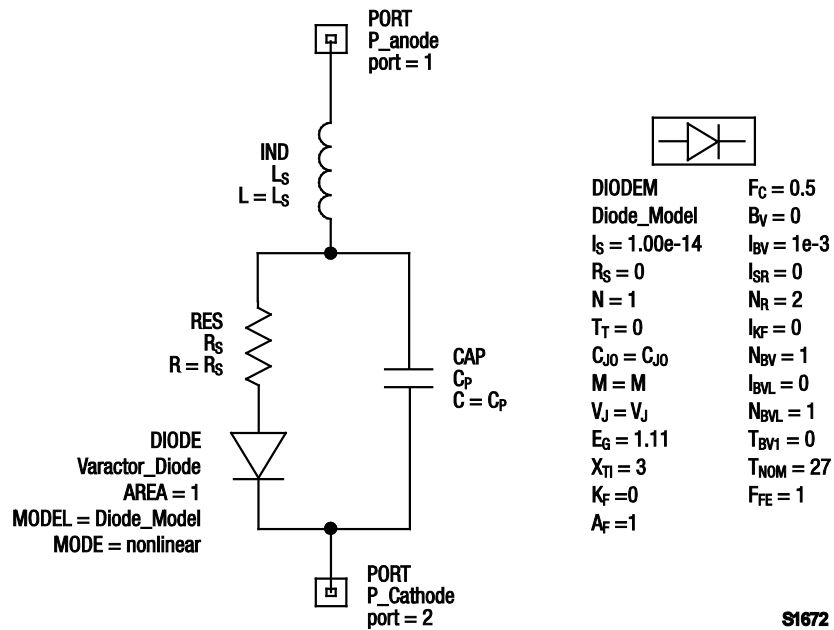 PORT
P_anode
port = 1
IND
LS
L = LS
RES
RS
R = RS
CAP
CP
C = CP
DIODE
Varactor_Diode
AREA = 1
MODEL = Diode_Model
MODE = nonlinear
PORT
P_Cathode
port = 2
DIODEM
Diode_Model
IS = 1.00e-14
RS = 0
N = 1
TT = 0
CJO = CJO
M = M
VJ = VJ
EG = 1.11
XTI = 3
KF =0
AF =1
FC = 0.5
BV = 0
IBV = 1e-3
ISR = 0
NR = 2
IKF = 0
NBV = 1
IBVL = 0
NBVL = 1
TBV1 = 0
TNOM = 27
FFE = 1
S1672